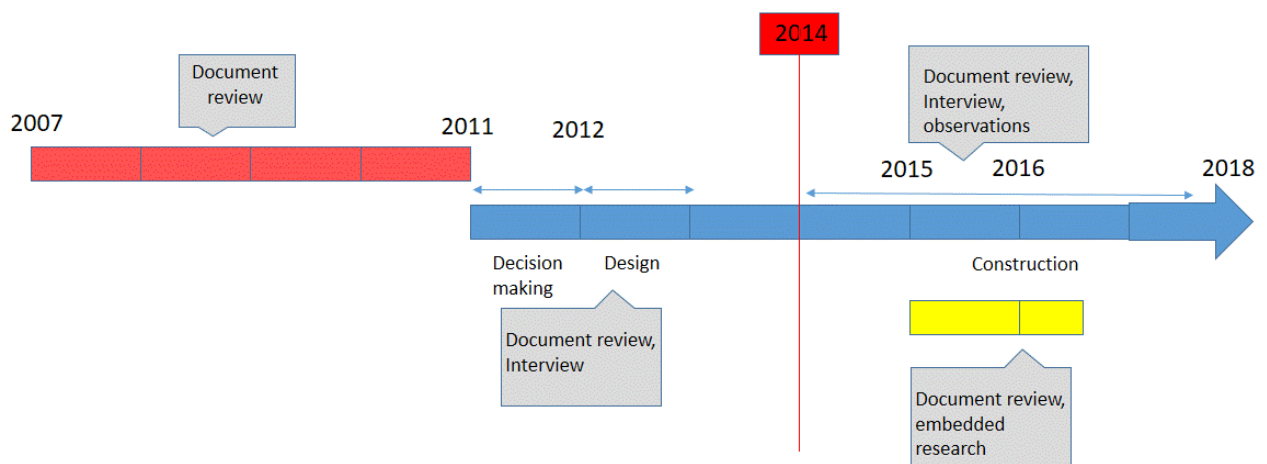 2014
Document
review
Document review,
Interview,
observations
2007
2011
2012
2015
2016
2018
Decision
making
Design
Construction
Document review,
Interview
Document review,
embedded
research